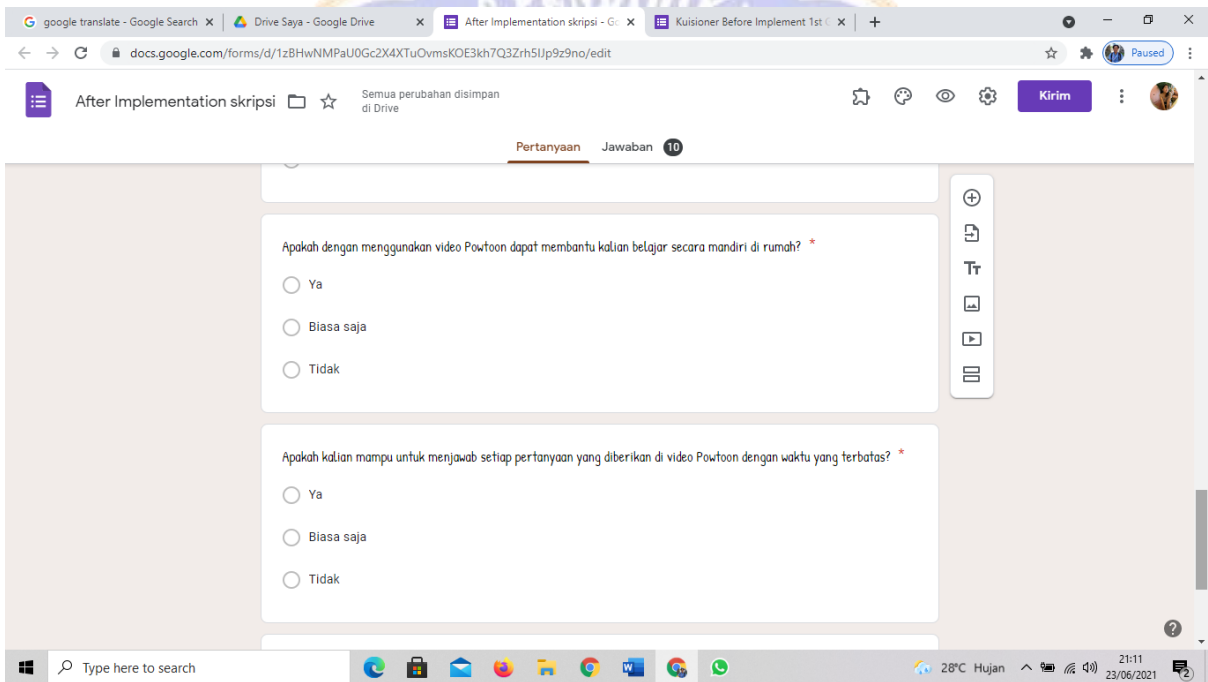 google translate - Google Search
Drive Saya - Google Drive
After Implementation skripsi - Go
Kuisioner Before Implement 1st C
docs.google.com/forms/d/1zBHwNMPaU0Gc2X4XTuOvmsKOE3kh7Q3Zrh5IJp9z9no/edit
Paused
After Implementation skripsi
Semua perubahan disimpan
di Drive
Kirim
Pertanyaan Jawaban 10
Apakah dengan menggunakan video Powtoon dapat membantu kalian belajar secara mandiri di rumah? *
Ya
Biasa saja
Tidak
Apakah kalian mampu untuk menjawab setiap pertanyaan yang diberikan di video Powtoon dengan waktu yang terbatas? *
Ya
Biasa saja
Tidak
Type here to search
28°C Hujan
21:11
23/06/2021
2